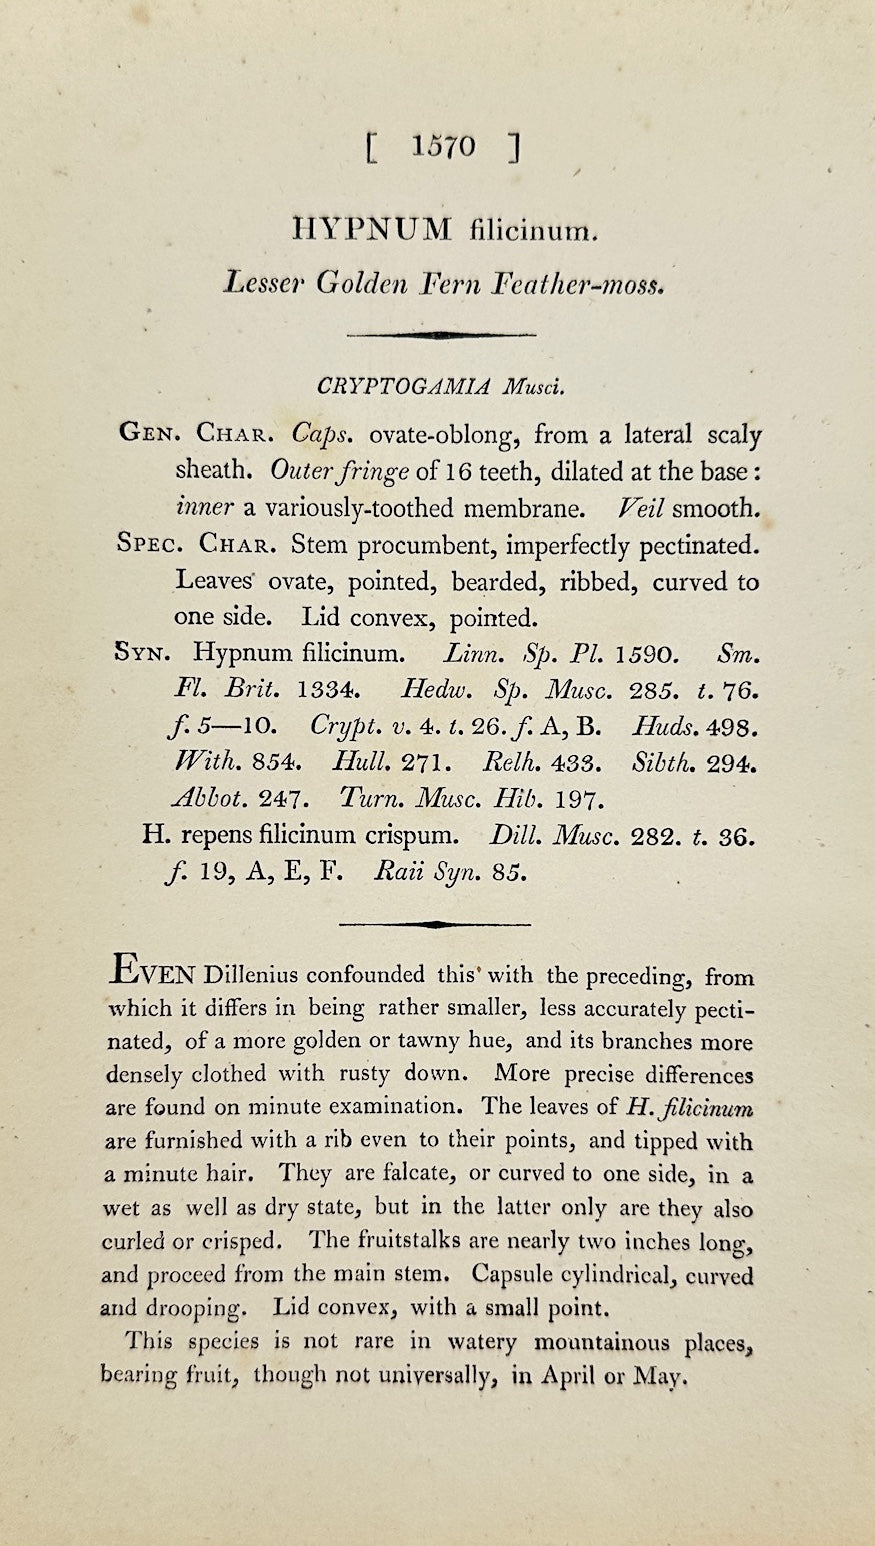 [ 1570 ]
HYPNUM filicinum.
Lesser Golden Fern Feather-moss.
CRYPTOGAMIA Musci.
GEN. CHAR. Caps. ovate-oblong, from a lateral scaly
sheath. Outer fringe of 16 teeth, dilated at the base:
inner a variously-toothed membrane. Veil smooth.
SPEC. CHAR. Stem procumbent, imperfectly pectinated.
Leaves ovate, pointed, bearded, ribbed, curved to
one side. Lid convex, pointed.
SYN. Hypnum filicinum. Linn. Sp. Pl. 1590. Sm.
Fl. Brit. 1334. Hedw. Sp. Musc. 285. t. 76.
f. 5—10. Crypt. v. 4. t. 26. f. A, B. Huds. 498.
With. 854. Hull. 271. Relh. 433. Sibth. 294.
Abbot. 247. Turn. Musc. Hib. 197.
H. repens filicinum crispum. Dill. Musc. 282. t. 36.
f. 19, A, E, F. Raii Syn. 85.
EVEN Dillenius confounded this with the preceding, from
which it differs in being rather smaller, less accurately pecti-
nated, of a more golden or tawny hue, and its branches more
densely clothed with rusty down. More precise differences
are found on minute examination. The leaves of H. filicinum
are furnished with a rib even to their points, and tipped with
a minute hair. They are falcate, or curved to one side, in a
wet as well as dry state, but in the latter only are they also
curled or crisped. The fruitstalks are nearly two inches long,
and proceed from the main stem. Capsule cylindrical, curved
and drooping. Lid convex, with a small point.
This species is not rare in watery mountainous places,
bearing fruit, though not universally, in April or May.